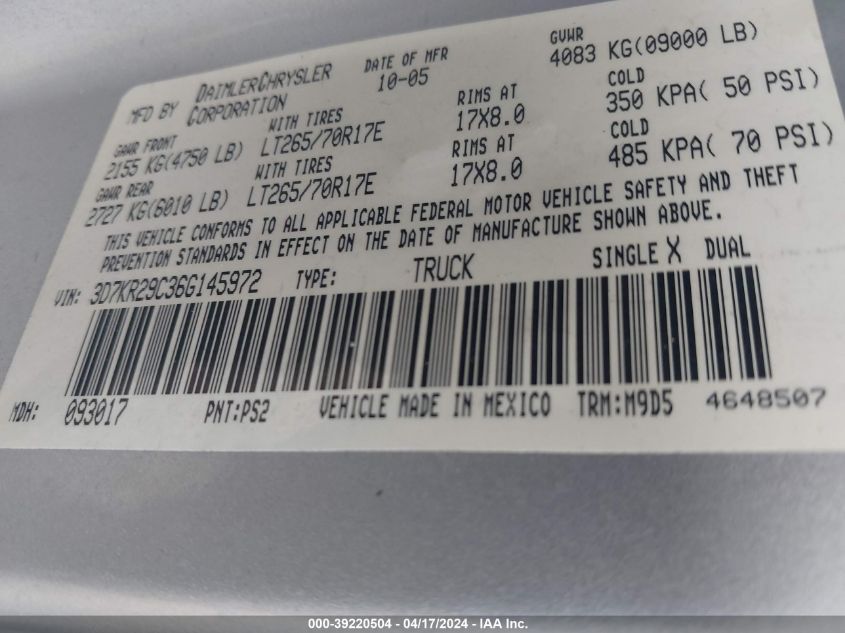 MFD BY DAIMLERCHRYSLER CORPORATION
DATE OF MFR 10-05
GVWR 4083 KG(09000 LB)
GAWR FRONT WITH TIRES RIMS AT COLD
2155 KG(4750 LB) LT265/70R17E 17X8.0 350 KPA( 50 PSI)
GAWR REAR WITH TIRES RIMS AT COLD
2727 KG(6010 LB) LT265/70R17E 17X8.0 485 KPA( 70 PSI)
THIS VEHICLE CONFORMS TO ALL APPLICABLE FEDERAL MOTOR VEHICLE SAFETY AND THEFT
PREVENTION STANDARDS IN EFFECT ON THE DATE OF MANUFACTURE SHOWN ABOVE.
VIN: 3D7KR29C36G145972 TYPE: TRUCK SINGLE X DUAL
MDH: 093017 PNT:PS2 VEHICLE MADE IN MEXICO TRM:M9D5 4648507
000-39220504 - 04/17/2024 - IAA Inc.